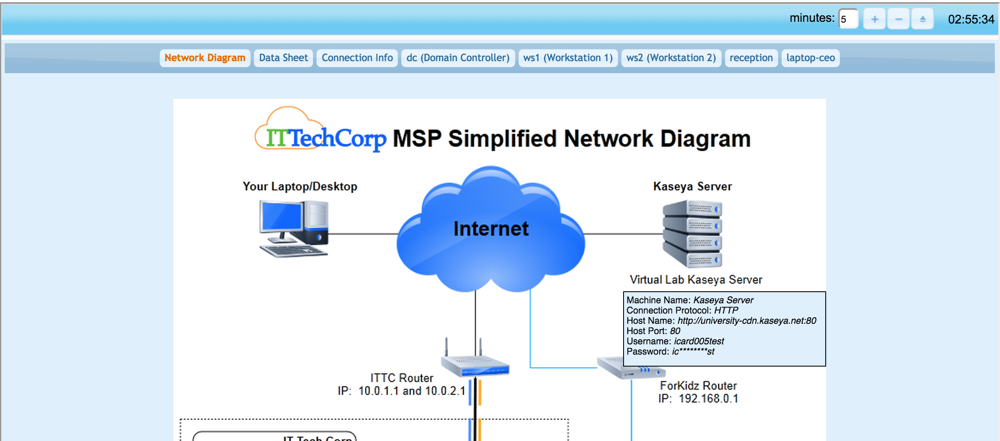 minutes: 5 02:55:34
Network Diagram Data Sheet Connection Info dc (Domain Controller) ws1 (Workstation 1) ws2 (Workstation 2) reception laptop-ceo
ITTechCorp MSP Simplified Network Diagram
Your Laptop/Desktop
Kaseya Server
Internet
Virtual Lab Kaseya Server
Machine Name: Kaseya Server
Connection Protocol: HTTP
Host Name: http://university-cdn.kaseya.net:80
Host Port: 80
Username: icard005test
Password: ic********st
ITTC Router
IP: 10.0.1.1 and 10.0.2.1
ForKidz Router
IP: 192.168.0.1
IT Tech Corp